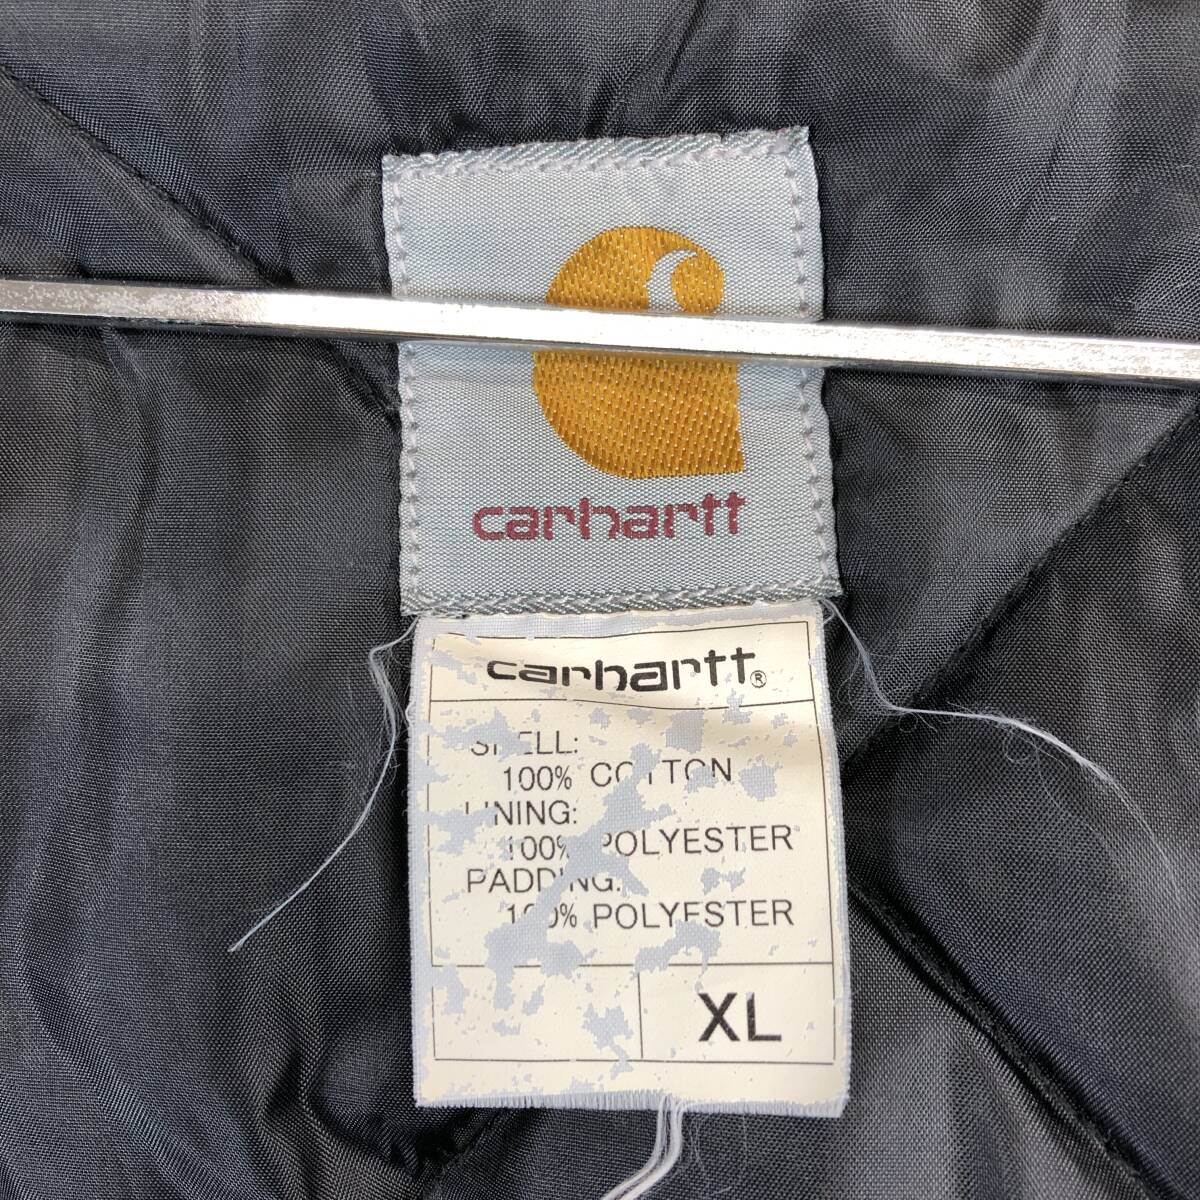 carhartt
carhartt®
SHELL:
100% COTTON
LINING:
100% POLYESTER
PADDING:
100% POLYESTER
XL